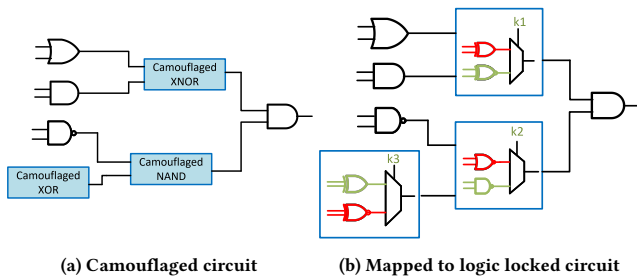 k1
Camouflaged
XNOR
Camouflaged
NAND
Camouflaged
XOR
k2
k3
(a) Camouflaged circuit
(b) Mapped to logic locked circuit